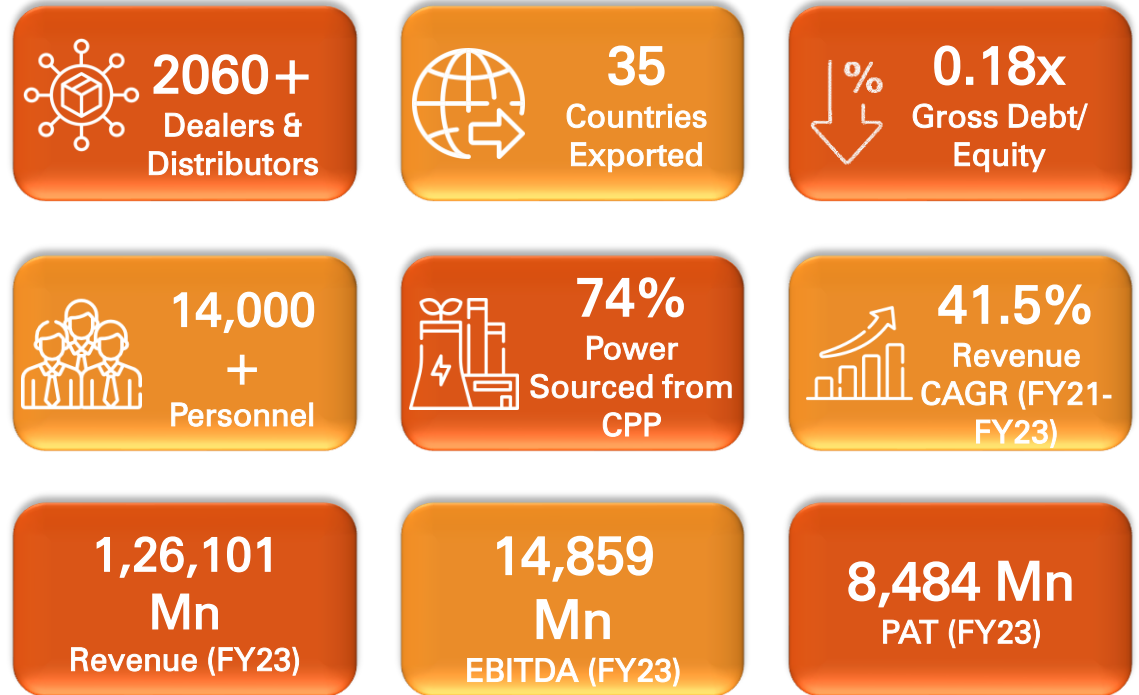 2060+
Dealers &
Distributors
35
Countries
Exported
%
0.18x
Gross Debt/
Equity
14,000
+
Personnel
74%
Power
Sourced from
CPP
41.5%
Revenue
CAGR (FY21-
FY23)
1,26,101
Mn
Revenue (FY23)
14,859
Mn
EBITDA (FY23)
8,484 Mn
PAT (FY23)